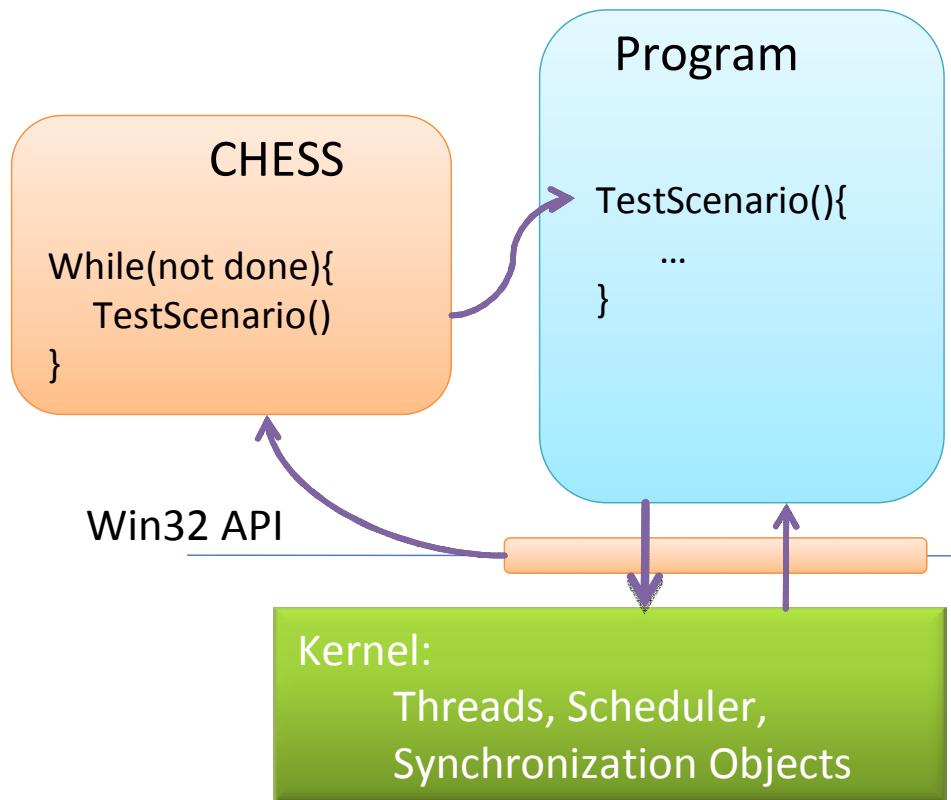 CHESS
While(not done){
TestScenario()
}
Program
TestScenario(){
...
}
Win32 API
Kernel:
Threads, Scheduler,
Synchronization Objects